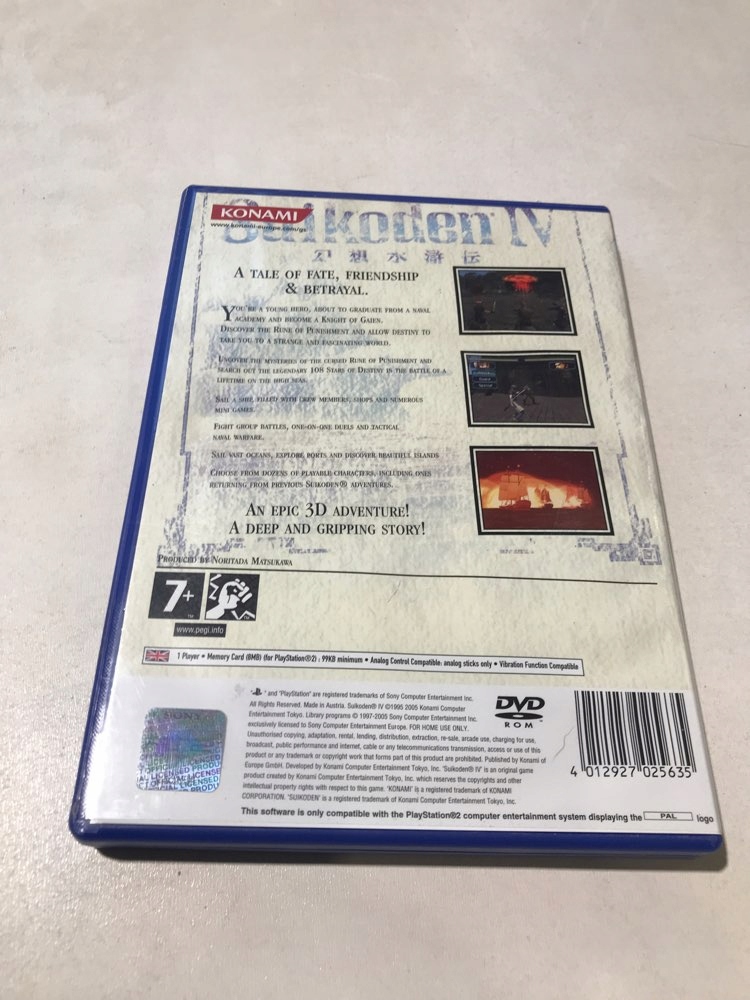 KONAMI
Suikoden IV
www.konami-europe.com/gs
幻想水滸伝
A TALE OF FATE, FRIENDSHIP
& BETRAYAL.
YOU'RE A YOUNG HERO, ABOUT TO GRADUATE FROM A NAVAL
ACADEMY AND BECOME A KNIGHT OF GAIEN.
DISCOVER THE RUNE OF PUNISHMENT AND ALLOW DESTINY TO
TAKE YOU TO A STRANGE AND FASCINATING WORLD.
UNCOVER THE MYSTERIES OF THE CURSED RUNE OF PUNISHMENT AND
SEARCH OUT THE LEGENDARY 108 STARS OF DESTINY IN THE BATTLE OF A
LIFETIME ON THE HIGH SEAS.
SAIL A SHIP, FILLED WITH CREW MEMBERS, SHOPS AND NUMEROUS
MINI GAMES.
FIGHT GROUP BATTLES, ONE-ON-ONE DUELS AND TACTICAL
NAVAL WARFARE.
SAIL VAST OCEANS, EXPLORE PORTS AND DISCOVER BEAUTIFUL ISLANDS
CHOOSE FROM DOZENS OF PLAYABLE CHARACTERS, INCLUDING ONES
RETURNING FROM PREVIOUS SUIKODEN® ADVENTURES.
AN EPIC 3D ADVENTURE!
A DEEP AND GRIPPING STORY!
PRODUCED BY NORITADA MATSUKAWA
7+
www.pegi.info
1 Player • Memory Card (8MB) (for PlayStation®2) : 99KB minimum • Analog Control Compatible: analog sticks only • Vibration Function Compatible
" and "PlayStation" are registered trademarks of Sony Computer Entertainment Inc.
All Rights Reserved. Made in Austria. Suikoden® IV ©1995 2005 Konami Computer
Entertainment Tokyo. Library programs © 1997-2005 Sony Computer Entertainment Inc.
exclusively licensed to Sony Computer Entertainment Europe. FOR HOME USE ONLY.
Unauthorised copying, adaptation, rental, lending, distribution, extraction, re-sale, arcade use, charging for use,
broadcast, public performance and internet, cable or any telecommunications transmission, access or use of this
product or any trademark or copyright work that forms part of this product are prohibited. Published by Konami of
Europe GmbH. Developed by Konami Computer Entertainment Tokyo, Inc. "Suikoden® IV" is an original game
product created by Konami Computer Entertainment Tokyo, Inc. which reserves the copyrights and other
intellectual property rights with respect to this game. 'KONAMI' is a registered trademark of KONAMI
CORPORATION. "SUIKODEN" is a registered trademark of Konami Computer Entertainment Tokyo, Inc.
DVD
ROM
SONY
4 012927 025635
This software is only compatible with the PlayStation®2 computer entertainment system displaying the PAL logo